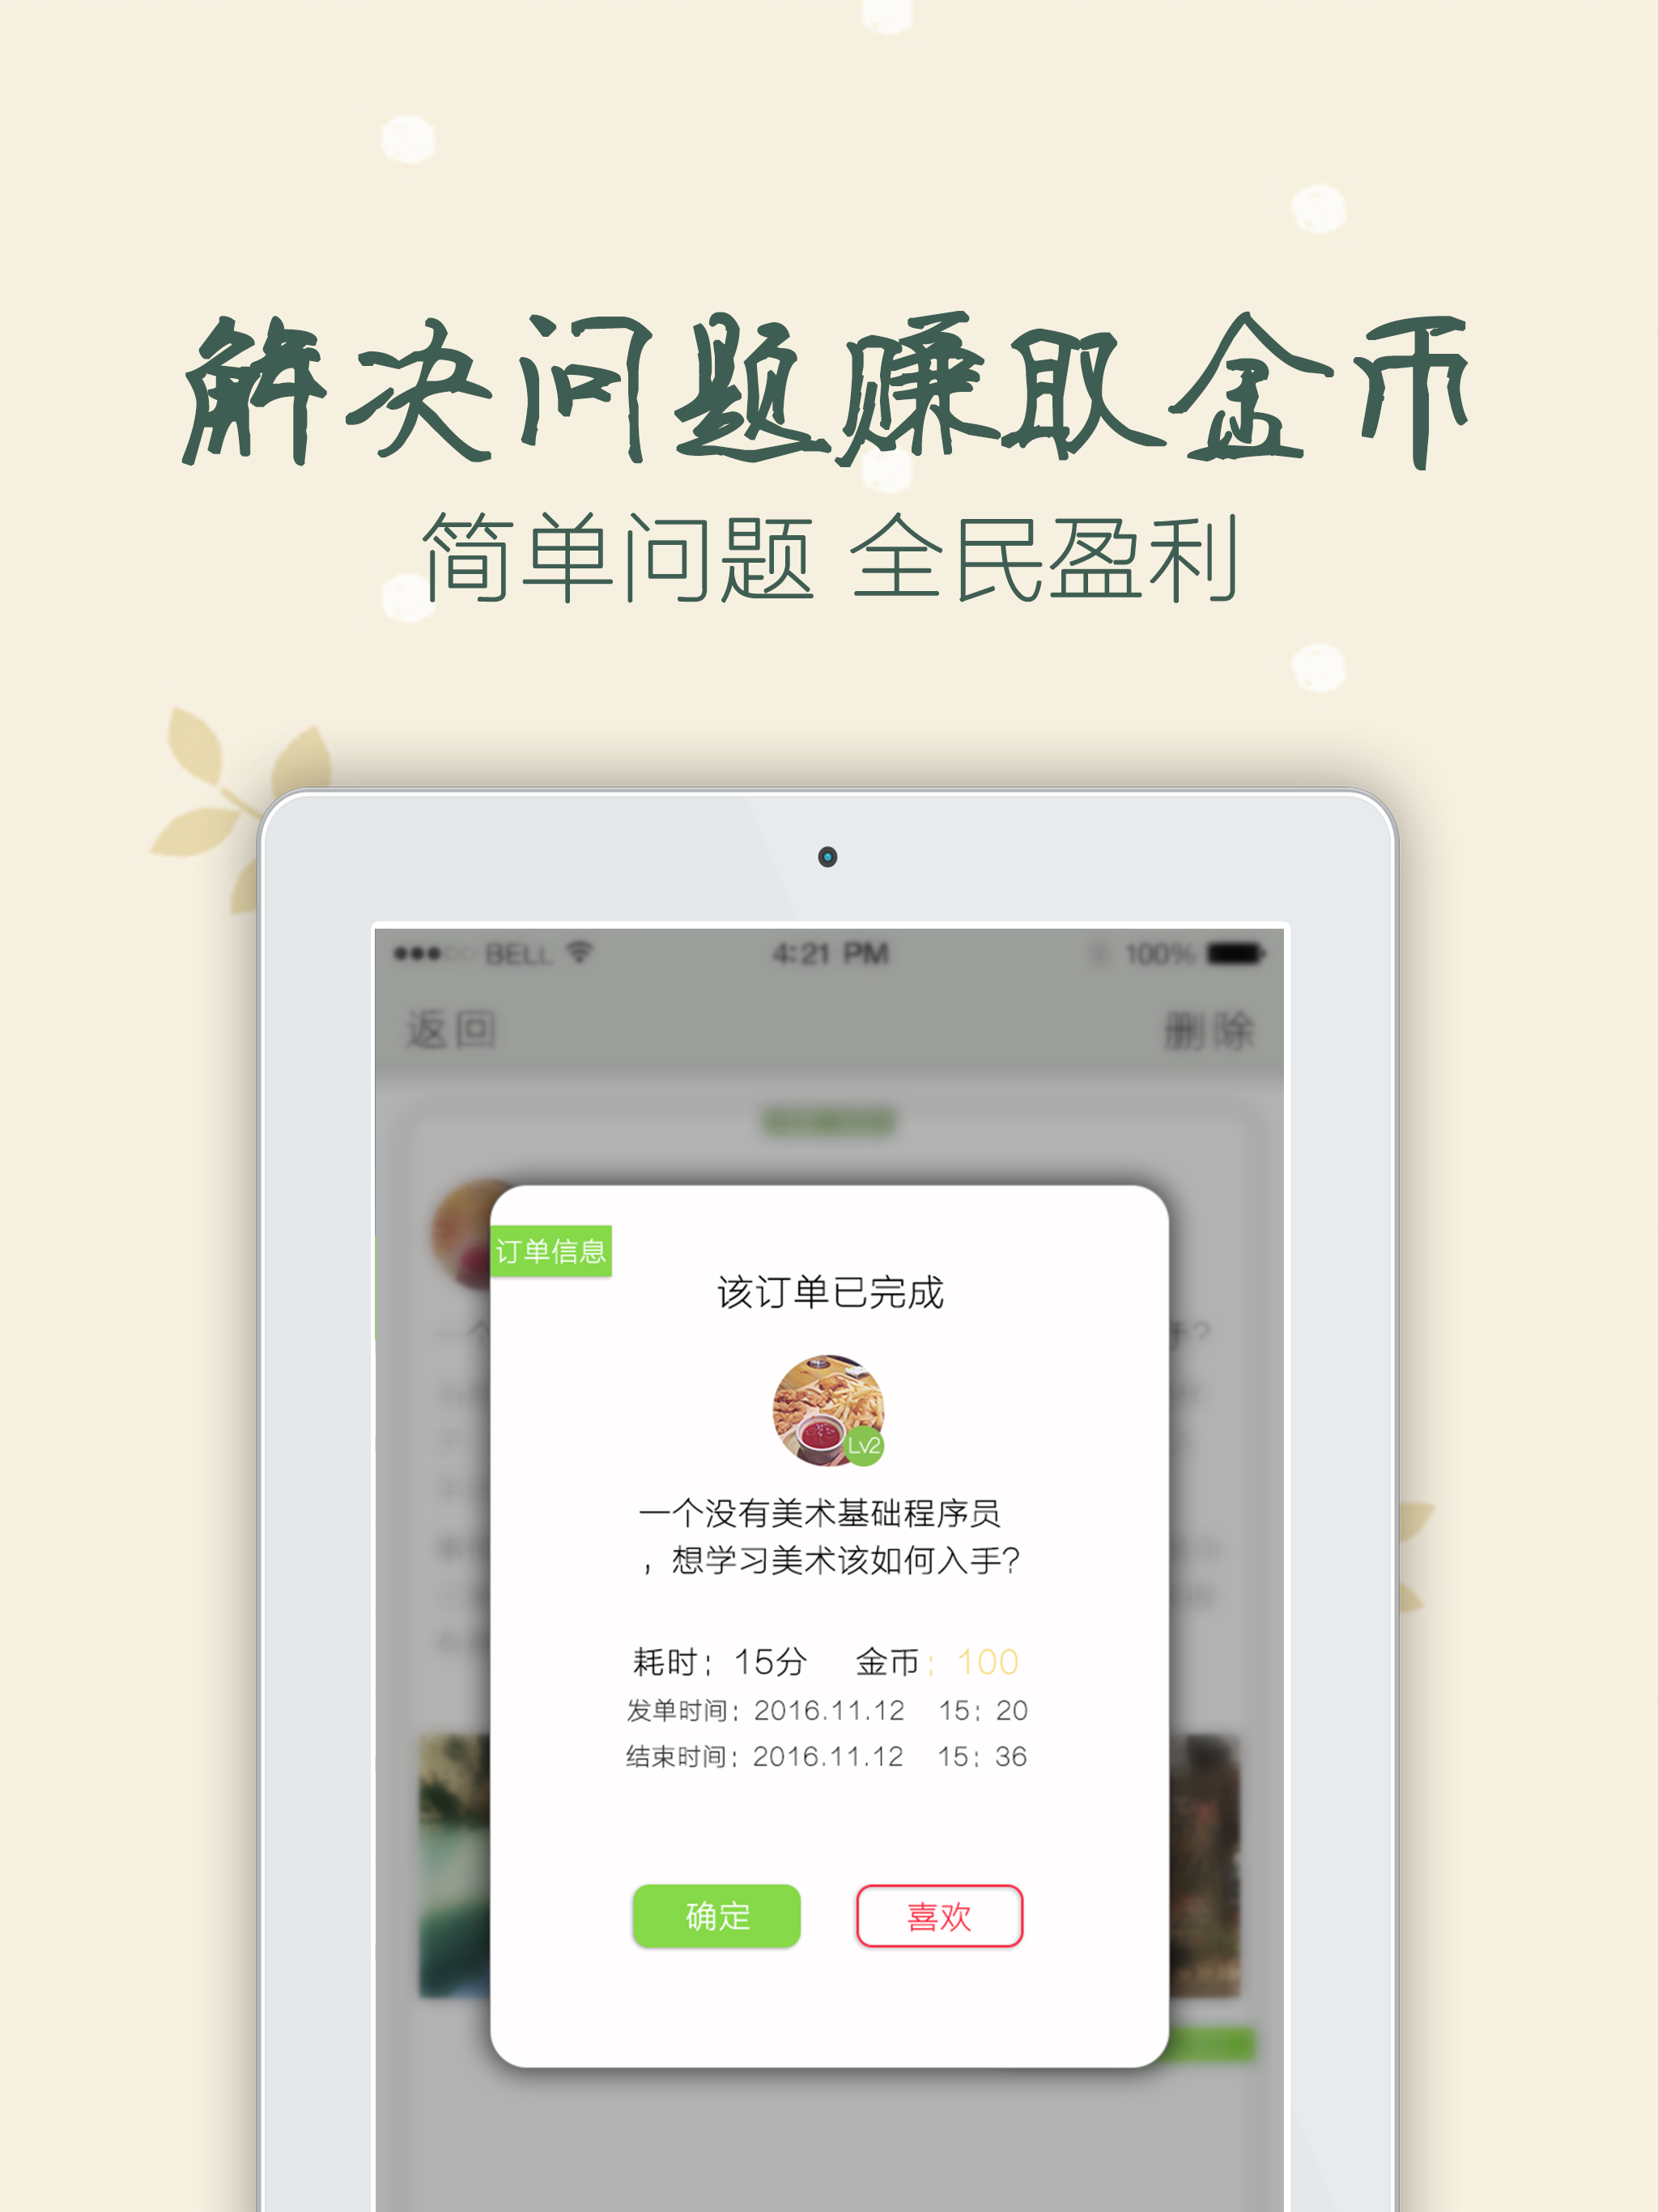 解决问题赚取金币
简单问题 全民盈利
BELL 4:21 PM 100%
返回 删除
订单信息
该订单已完成
Lv2
一个没有美术基础程序员
，想学习美术该如何入手?
耗时：15分 金币：100
发单时间：2016.11.12 15：20
结束时间：2016.11.12 15：36
确定 喜欢